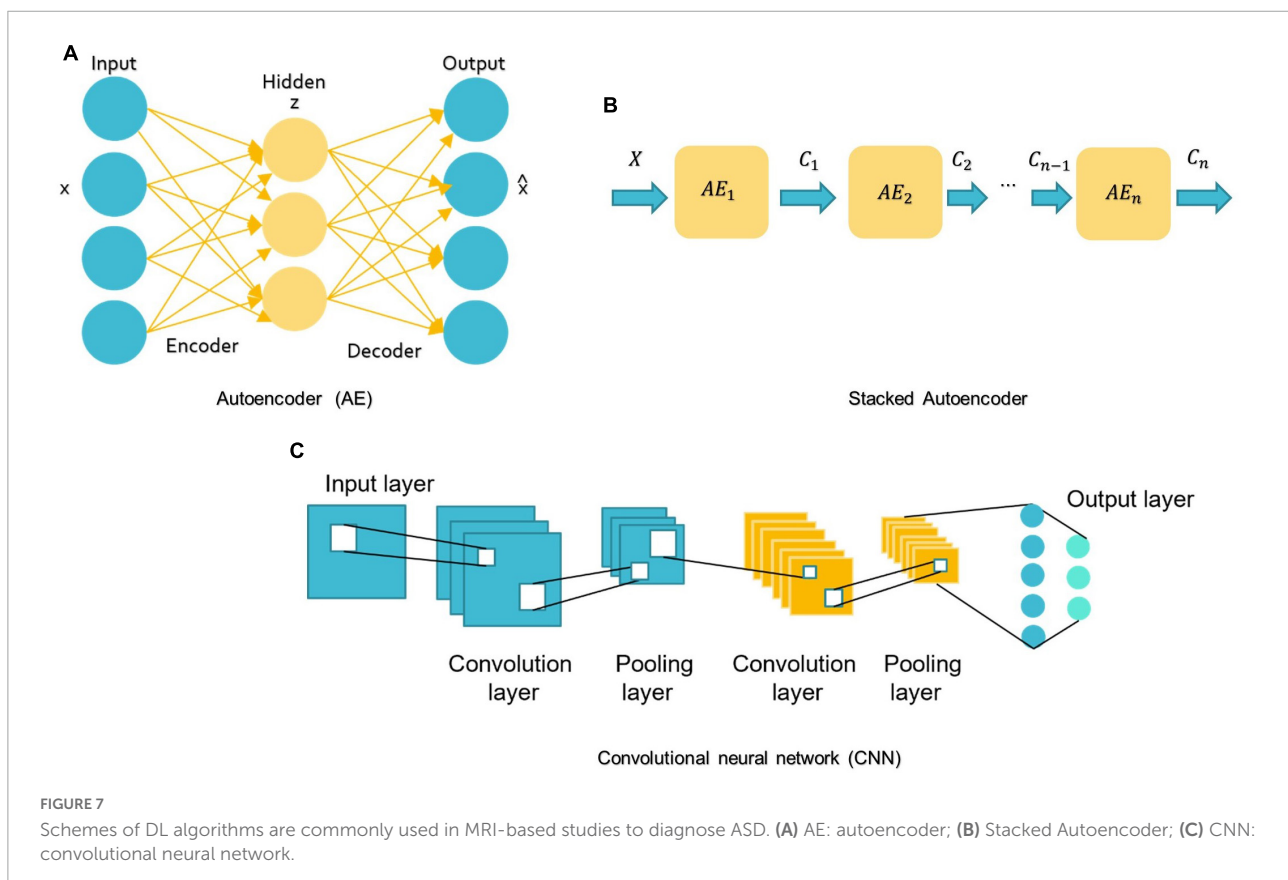 A
Input
Hidden
z
Output
x
x̂
Encoder
Decoder
Autoencoder (AE)
B
X
AE₁
C₁
AE₂
C₂
...
Cₙ₋₁
AEₙ
Cₙ
Stacked Autoencoder
C
Input layer
Output layer
Convolution
layer
Pooling
layer
Convolution
layer
Pooling
layer
Convolutional neural network (CNN)
FIGURE 7
Schemes of DL algorithms are commonly used in MRI-based studies to diagnose ASD. (A) AE: autoencoder; (B) Stacked Autoencoder; (C) CNN:
convolutional neural network.